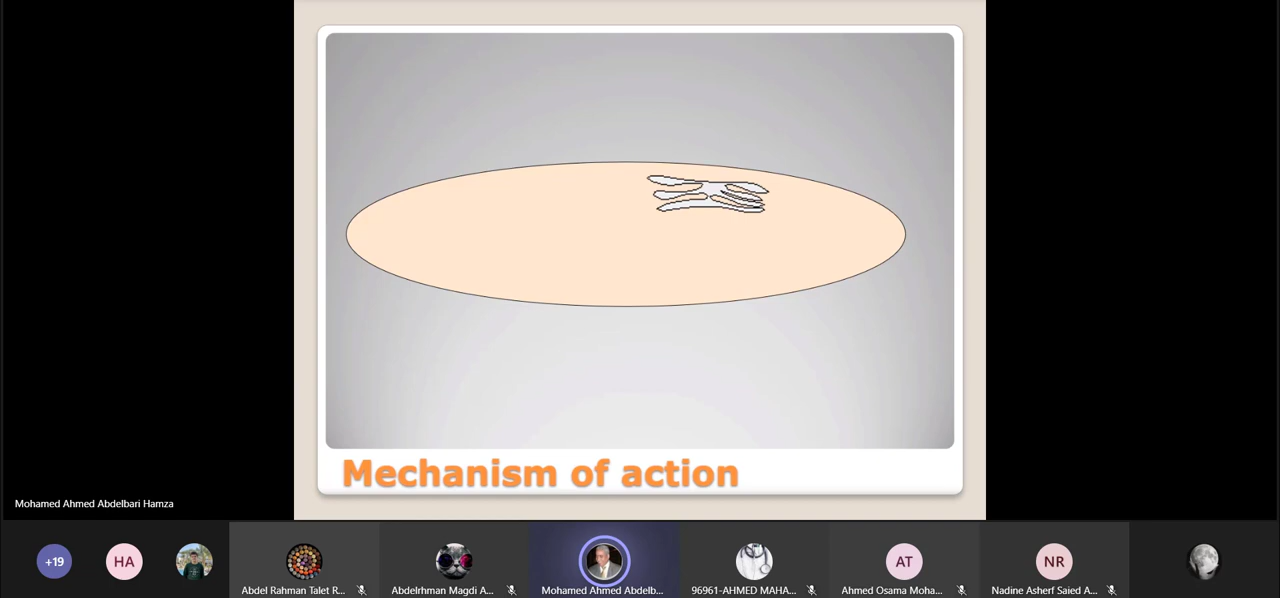 Mechanism of action
Mohamed Ahmed Abdelbari Hamza
+19
HA
Abdel Rahman Talet R...
Abdelrhman Magdi A...
Mohamed Ahmed Abdelb...
96961-AHMED MAHA...
AT
Ahmed Osama Moha...
NR
Nadine Asherf Saied A...